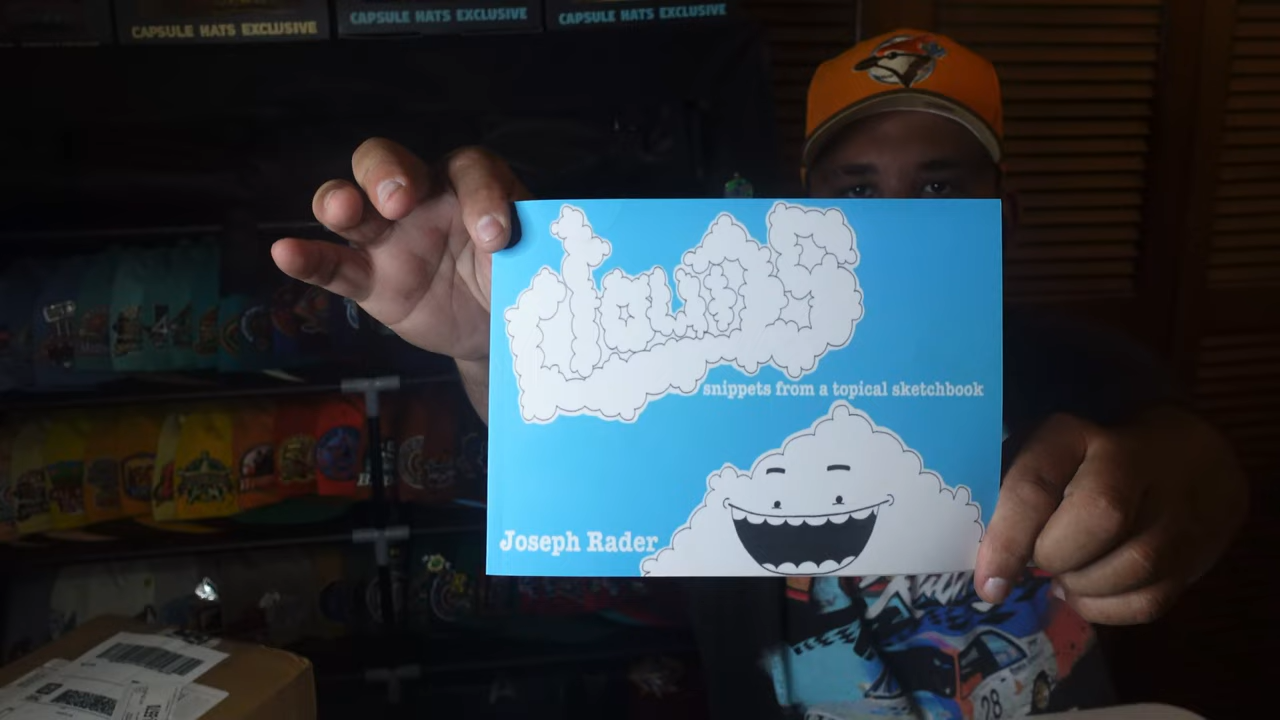 CAPSULE HATS EXCLUSIVE
CAPSULE HATS EXCLUSIVE
CAPSULE HATS EXCLUSIVE
clouds
snippets from a topical sketchbook
Joseph Rader
28